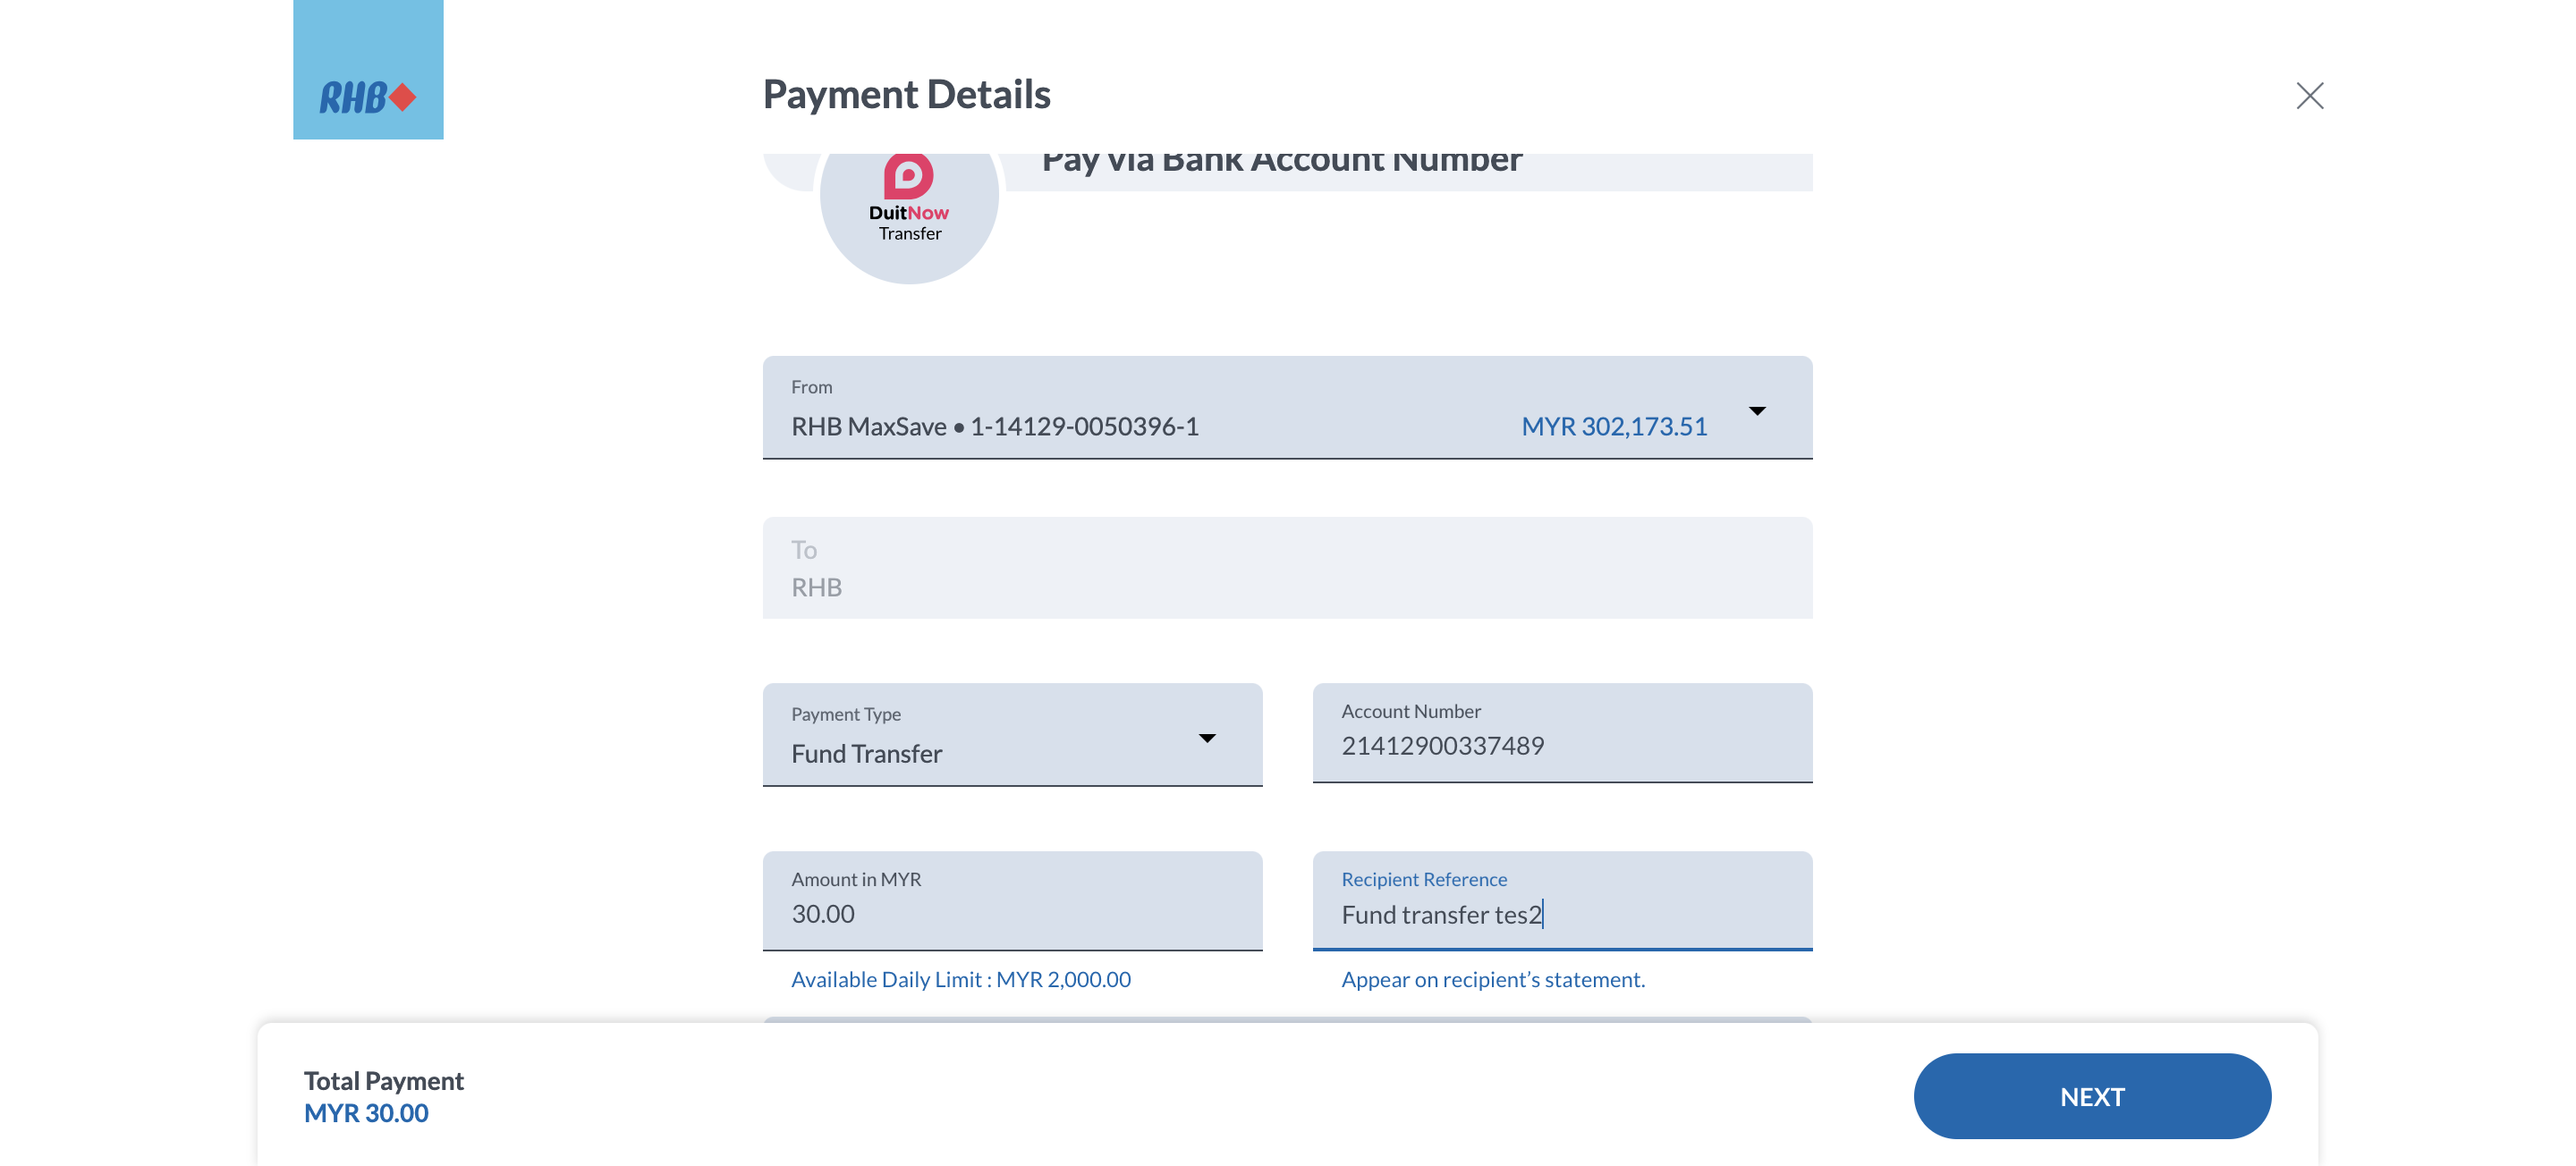 RHB
Payment Details
Pay via Bank Account Number
DuitNow
Transfer
From
RHB MaxSave • 1-14129-0050396-1 MYR 302,173.51
To
RHB
Payment Type
Fund Transfer
Account Number
21412900337489
Amount in MYR
30.00
Available Daily Limit : MYR 2,000.00
Recipient Reference
Fund transfer tes2
Appear on recipient’s statement.
Total Payment
MYR 30.00
NEXT